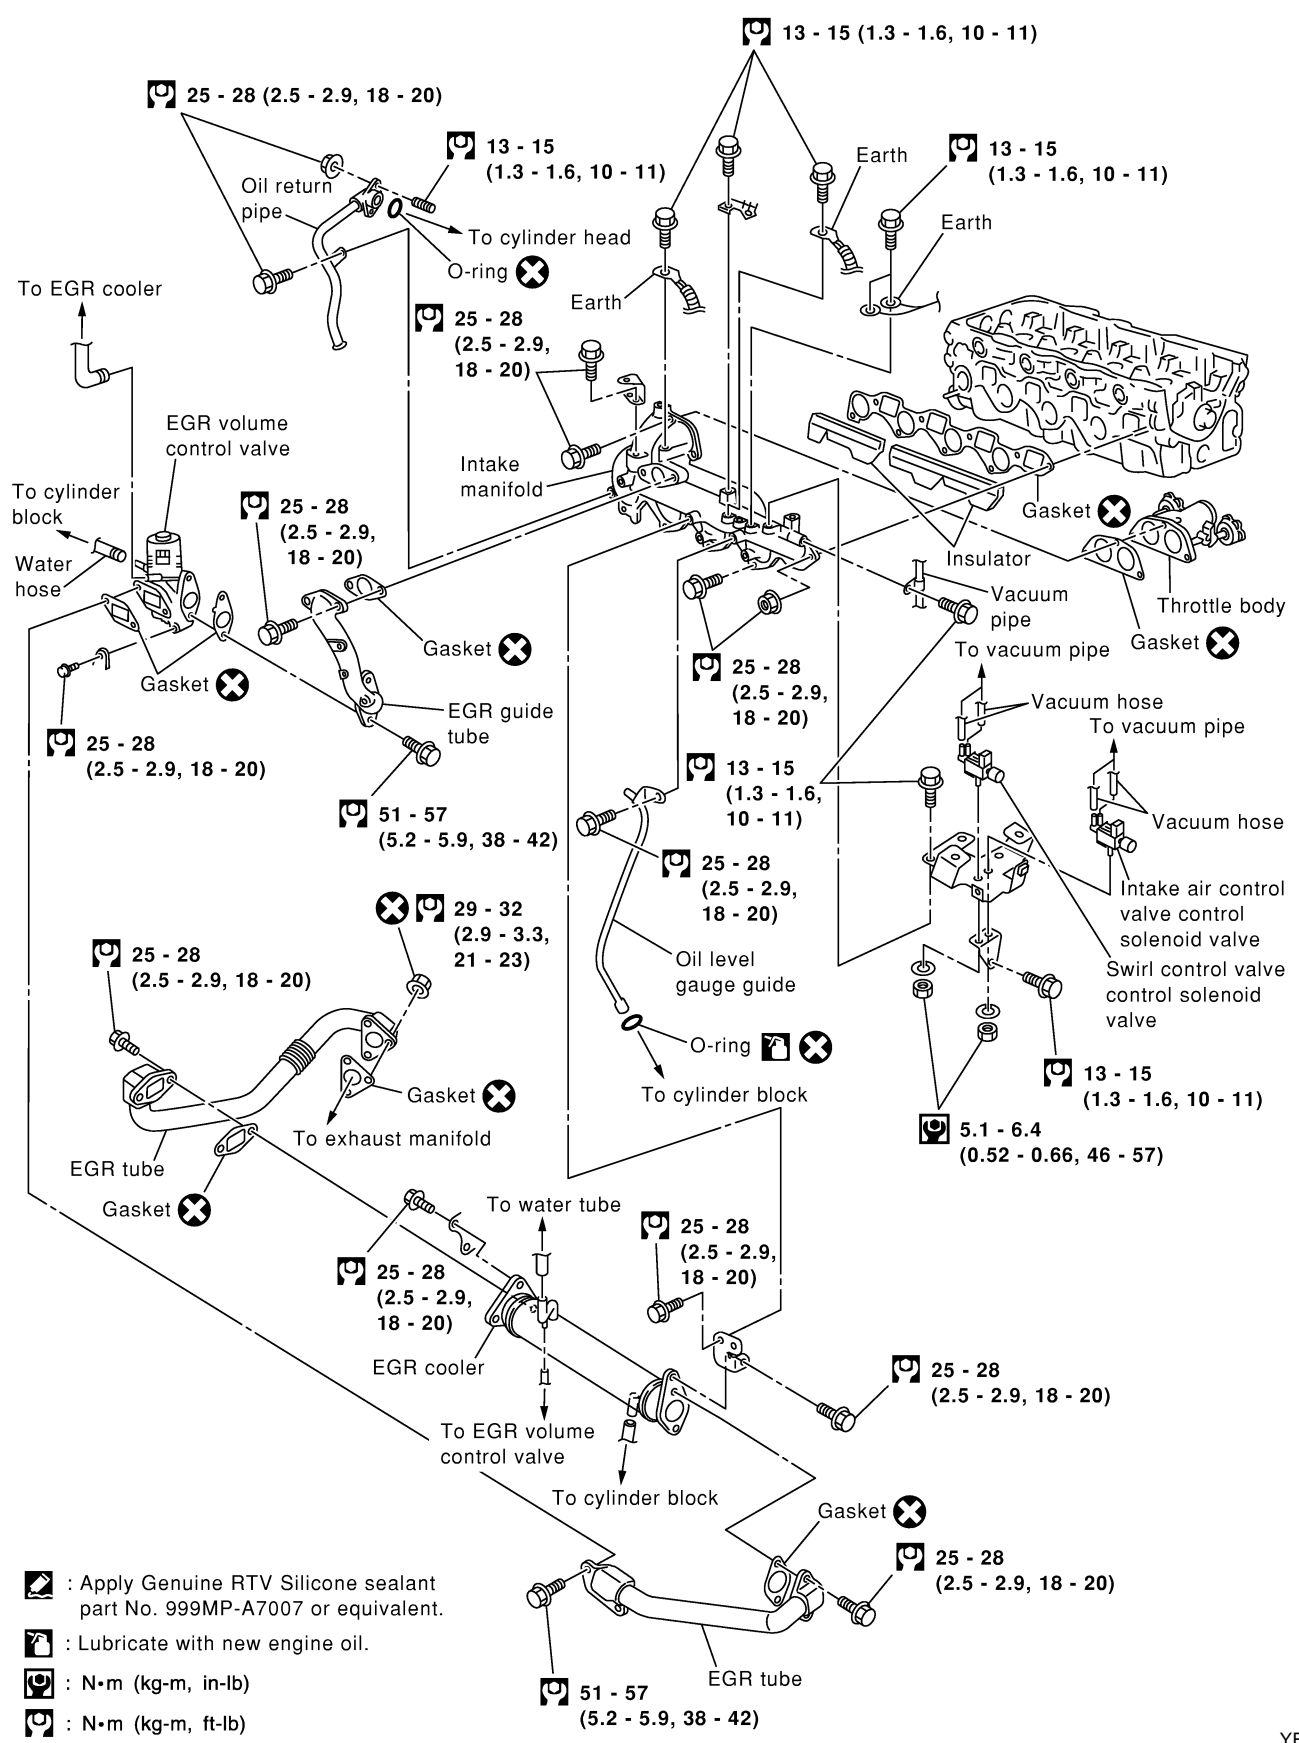 13 - 15 (1.3 - 1.6, 10 - 11)
25 - 28 (2.5 - 2.9, 18 - 20)
13 - 15
(1.3 - 1.6, 10 - 11)
Earth
13 - 15
(1.3 - 1.6, 10 - 11)
Oil return
pipe
To cylinder head
O-ring
Earth
To EGR cooler
Earth
25 - 28
(2.5 - 2.9,
18 - 20)
EGR volume
control valve
Intake
manifold
To cylinder
block
Water
hose
25 - 28
(2.5 - 2.9,
18 - 20)
Gasket
Insulator
Vacuum
pipe
Throttle body
Gasket
Gasket
Gasket
25 - 28
(2.5 - 2.9,
18 - 20)
To vacuum pipe
Vacuum hose
To vacuum pipe
EGR guide
tube
25 - 28
(2.5 - 2.9, 18 - 20)
13 - 15
(1.3 - 1.6,
10 - 11)
51 - 57
(5.2 - 5.9, 38 - 42)
Vacuum hose
25 - 28
(2.5 - 2.9,
18 - 20)
Intake air control
valve control
solenoid valve
29 - 32
(2.9 - 3.3,
21 - 23)
25 - 28
(2.5 - 2.9, 18 - 20)
Oil level
gauge guide
Swirl control valve
control solenoid
valve
O-ring
Gasket
To cylinder block
13 - 15
(1.3 - 1.6, 10 - 11)
To exhaust manifold
5.1 - 6.4
(0.52 - 0.66, 46 - 57)
EGR tube
Gasket
To water tube
25 - 28
(2.5 - 2.9,
18 - 20)
25 - 28
(2.5 - 2.9,
18 - 20)
EGR cooler
25 - 28
(2.5 - 2.9, 18 - 20)
To EGR volume
control valve
To cylinder block
Gasket
25 - 28
(2.5 - 2.9, 18 - 20)
EGR tube
51 - 57
(5.2 - 5.9, 38 - 42)
: Apply Genuine RTV Silicone sealant
part No. 999MP-A7007 or equivalent.
: Lubricate with new engine oil.
: N•m (kg-m, in-lb)
: N•m (kg-m, ft-lb)